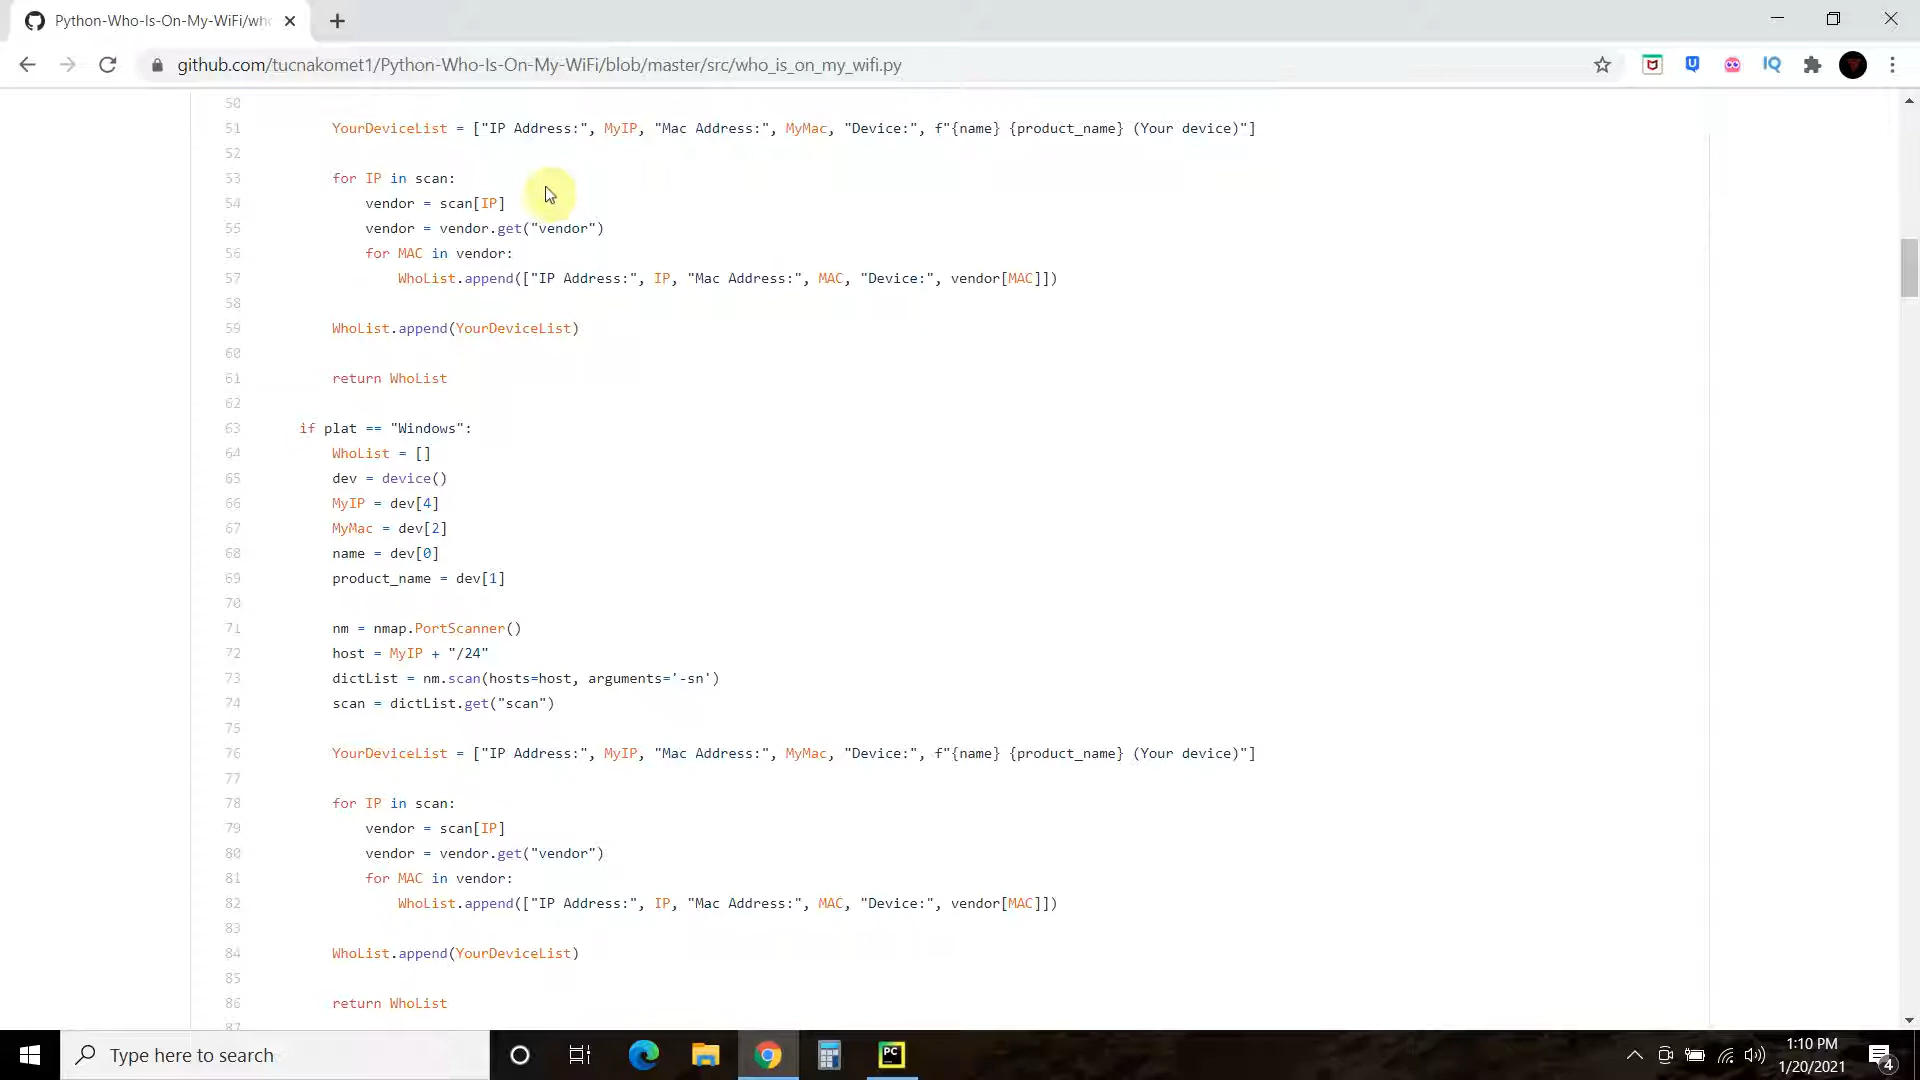 Python-Who-Is-On-My-WiFi/who
github.com/tucnakomet1/Python-Who-Is-On-My-WiFi/blob/master/src/who_is_on_my_wifi.py
50
51 YourDeviceList = ["IP Address:", MyIP, "Mac Address:", MyMac, "Device:", f"{name} {product_name} (Your device)"]
52
53 for IP in scan:
54 vendor = scan[IP]
55 vendor = vendor.get("vendor")
56 for MAC in vendor:
57 WhoList.append(["IP Address:", IP, "Mac Address:", MAC, "Device:", vendor[MAC]])
58
59 WhoList.append(YourDeviceList)
60
61 return WhoList
62
63 if plat == "Windows":
64 WhoList = []
65 dev = device()
66 MyIP = dev[4]
67 MyMac = dev[2]
68 name = dev[0]
69 product_name = dev[1]
70
71 nm = nmap.PortScanner()
72 host = MyIP + "/24"
73 dictList = nm.scan(hosts=host, arguments='-sn')
74 scan = dictList.get("scan")
75
76 YourDeviceList = ["IP Address:", MyIP, "Mac Address:", MyMac, "Device:", f"{name} {product_name} (Your device)"]
77
78 for IP in scan:
79 vendor = scan[IP]
80 vendor = vendor.get("vendor")
81 for MAC in vendor:
82 WhoList.append(["IP Address:", IP, "Mac Address:", MAC, "Device:", vendor[MAC]])
83
84 WhoList.append(YourDeviceList)
85
86 return WhoList
87
Type here to search
PC
1:10 PM
1/20/2021
4